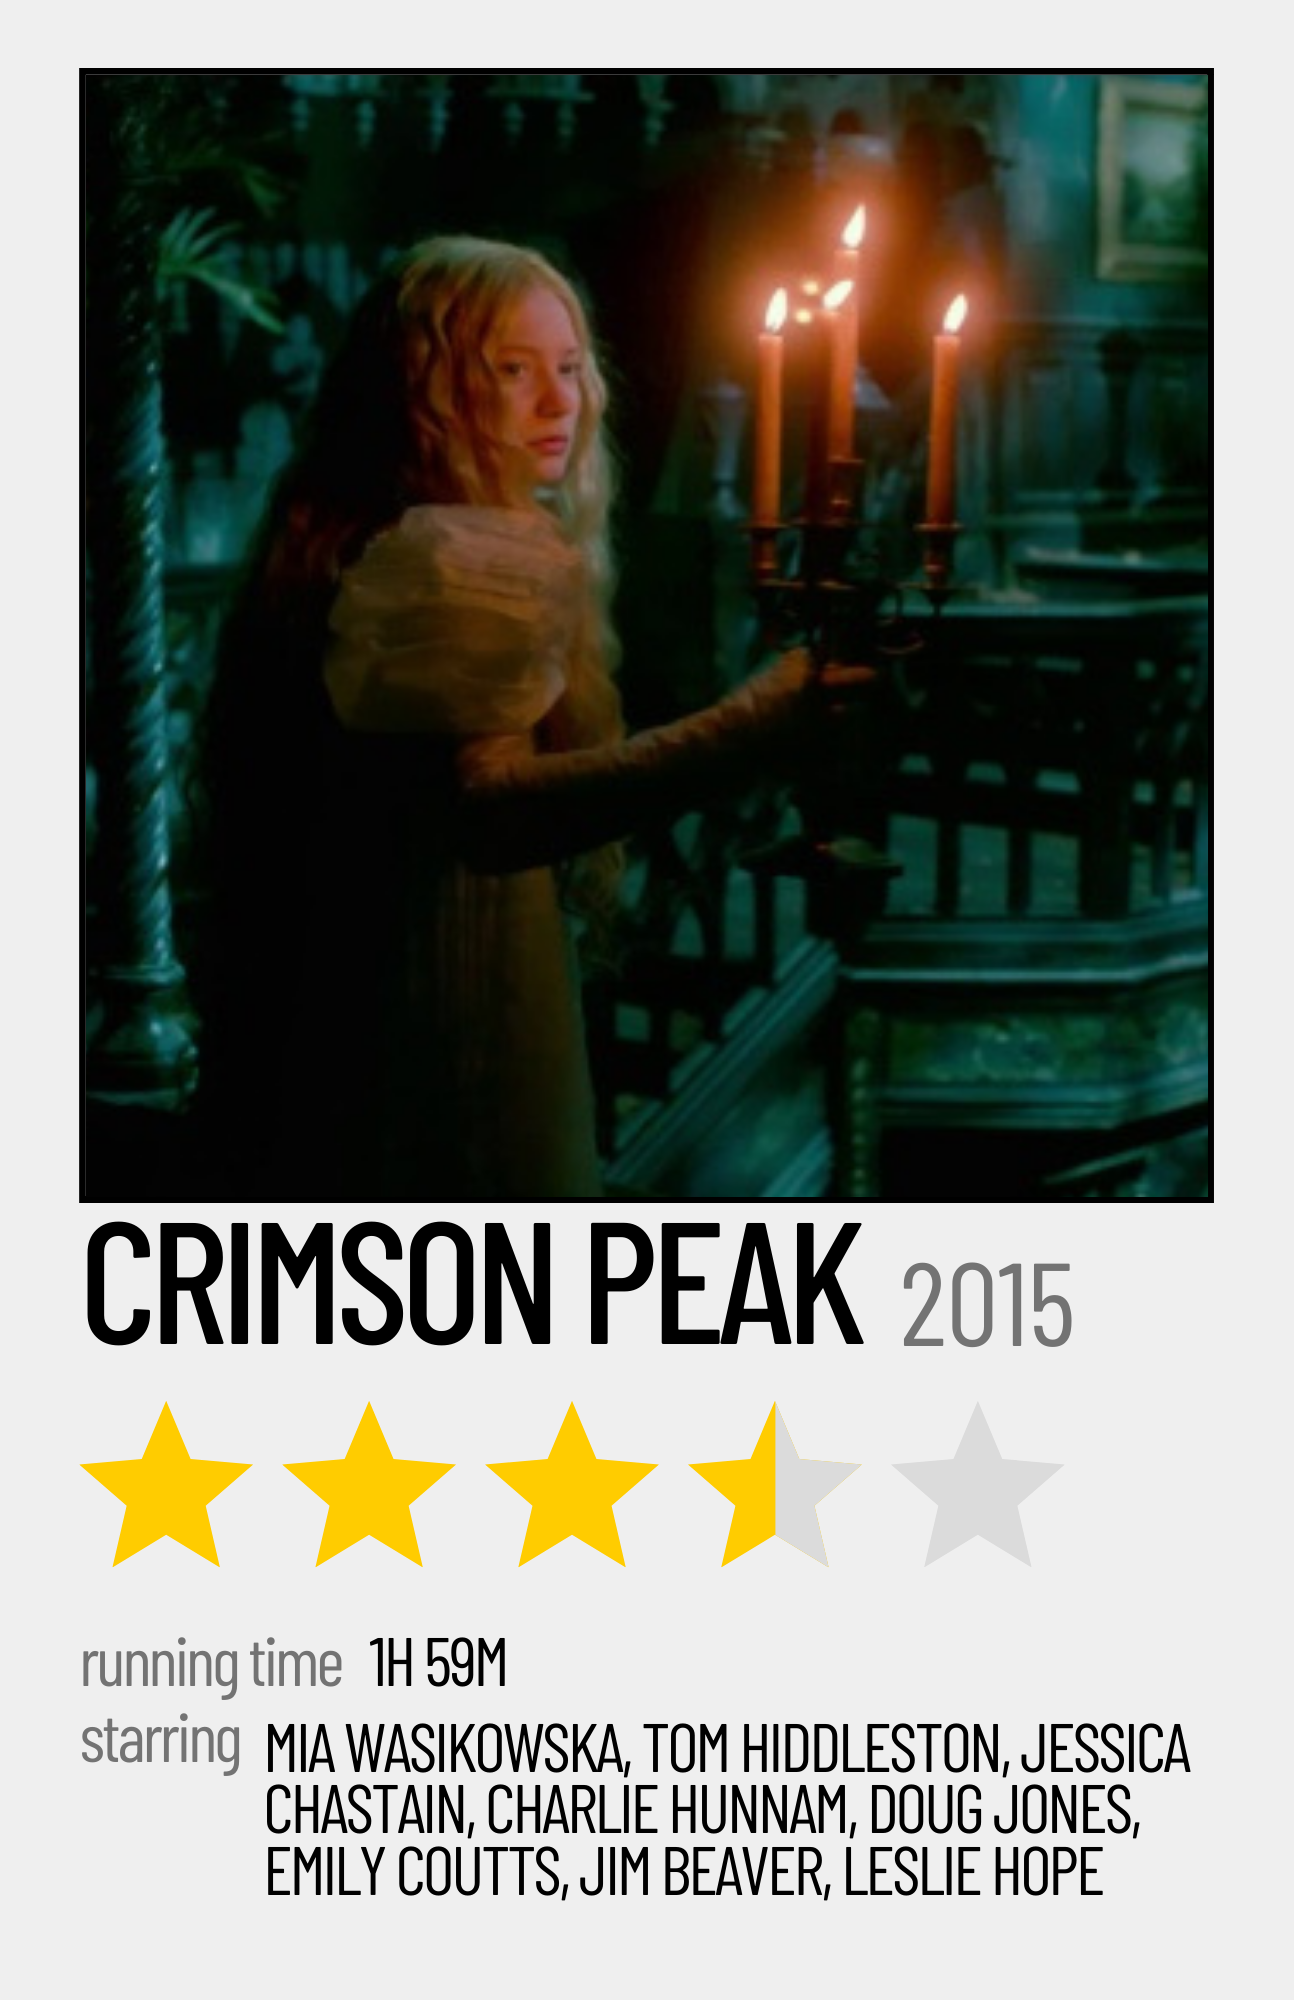 CRIMSON PEAK 2015
running time 1H 59M
starring MIA WASIKOWSKA, TOM HIDDLESTON, JESSICA
CHASTAIN, CHARLIE HUNNAM, DOUG JONES,
EMILY COUTTS, JIM BEAVER, LESLIE HOPE